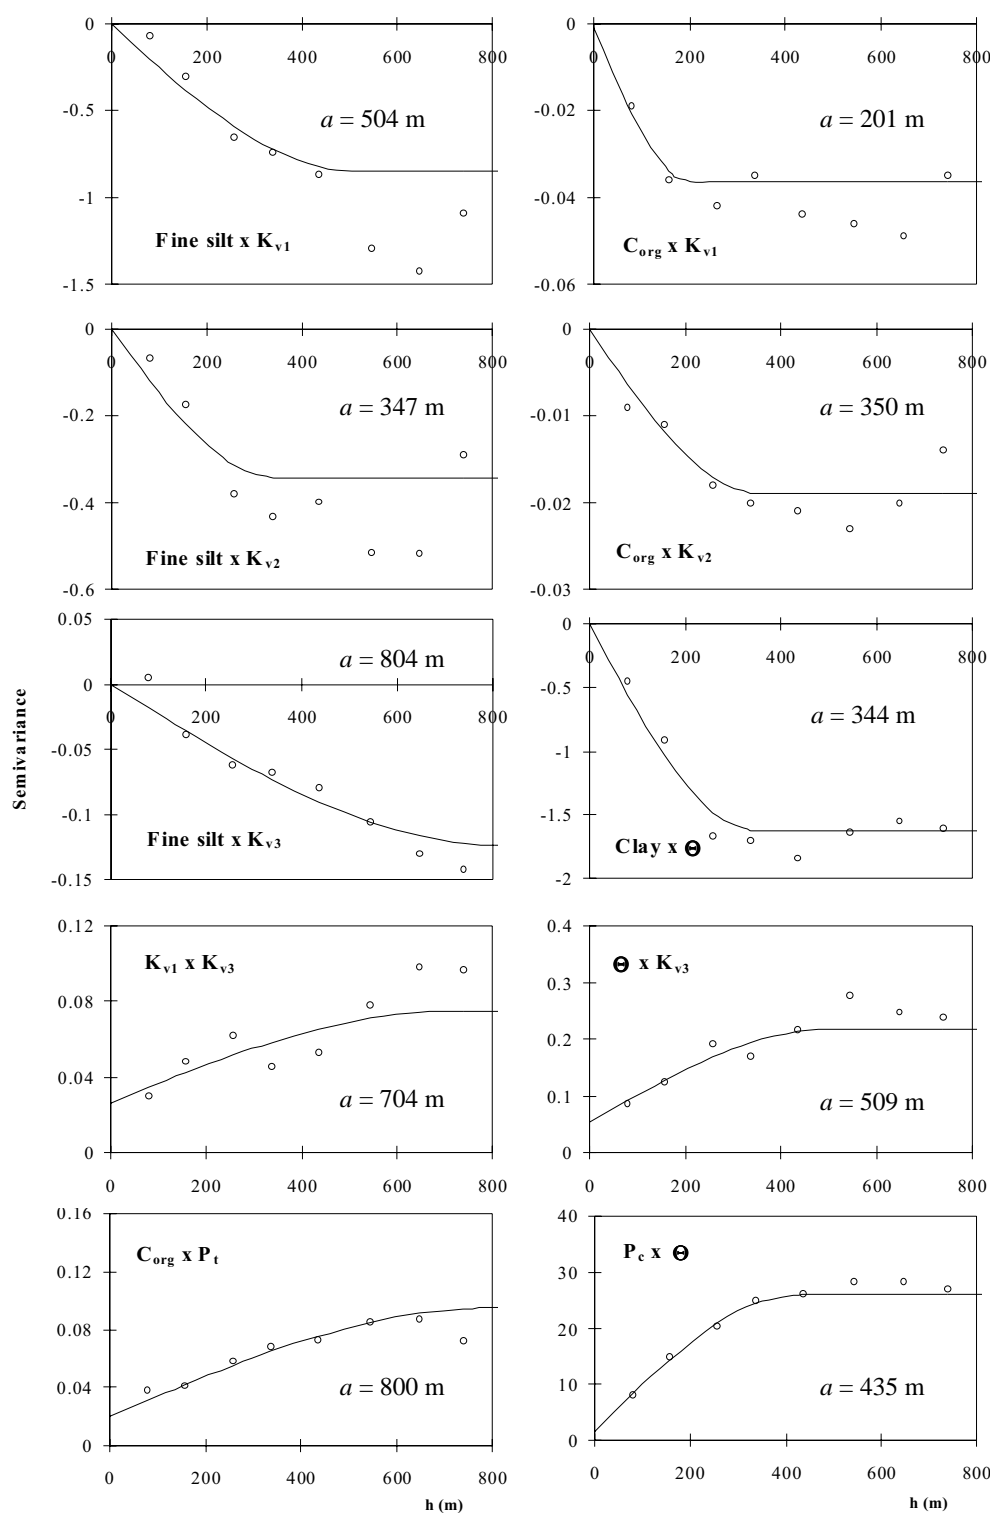 0
0 200 400 600 800
-0.5
a = 504 m
-1
Fine silt x Kv1
-1.5
0
0 200 400 600 800
-0.02
a = 201 m
-0.04
Corg x Kv1
-0.06
0
0 200 400 600 800
-0.2
a = 347 m
-0.4
Fine silt x Kv2
-0.6
0
0 200 400 600 800
-0.01
a = 350 m
-0.02
Corg x Kv2
-0.03
Semivariance
0.05
a = 804 m
0
0 200 400 600 800
-0.05
-0.1
Fine silt x Kv3
-0.15
0
0 200 400 600 800
-0.5
a = 344 m
-1
-1.5
Clay x Θ
-2
0.12
Kv1 x Kv3
0.08
0.04
a = 704 m
0
0 200 400 600 800
0.4
Θ x Kv3
0.3
0.2
0.1
a = 509 m
0
0 200 400 600 800
0.16
Corg x Pt
0.12
0.08
0.04
a = 800 m
0
0 200 400 600 800
h (m)
40
Pc x Θ
30
20
10
a = 435 m
0
0 200 400 600 800
h (m)